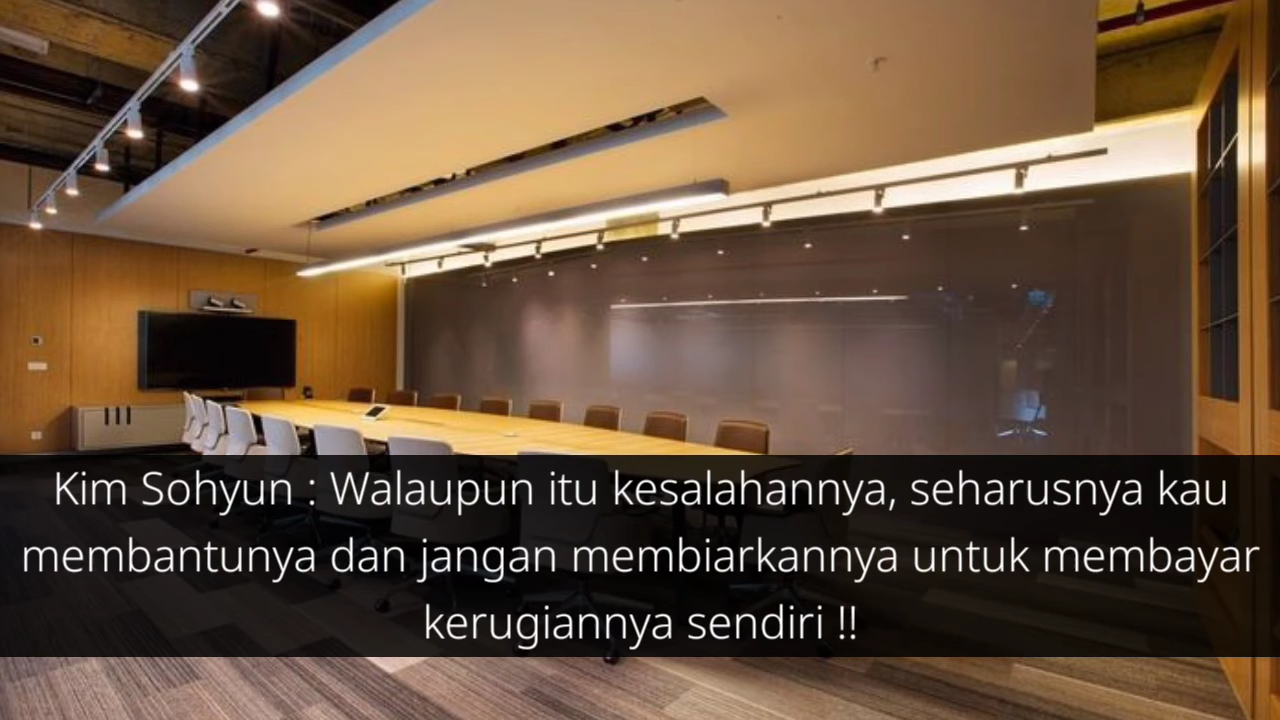 Kim Sohyun : Walaupun itu kesalahannya, seharusnya kau
membantunya dan jangan membiarkannya untuk membayar
kerugiannya sendiri !!